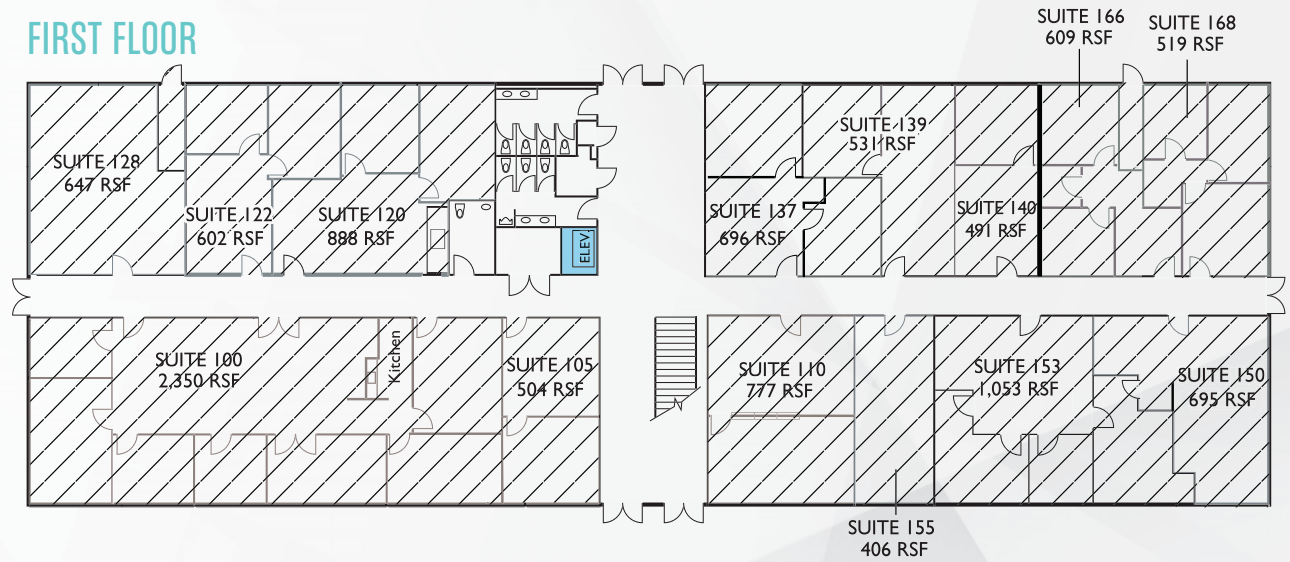 FIRST FLOOR
SUITE 166
609 RSF
SUITE 168
519 RSF
SUITE 128
647 RSF
SUITE 122
602 RSF
SUITE 120
888 RSF
ELEV.
SUITE 137
696 RSF
SUITE 139
531 RSF
SUITE 140
491 RSF
SUITE 100
2,350 RSF
Kitchen
SUITE 105
504 RSF
SUITE 110
777 RSF
SUITE 153
1,053 RSF
SUITE 150
695 RSF
SUITE 155
406 RSF